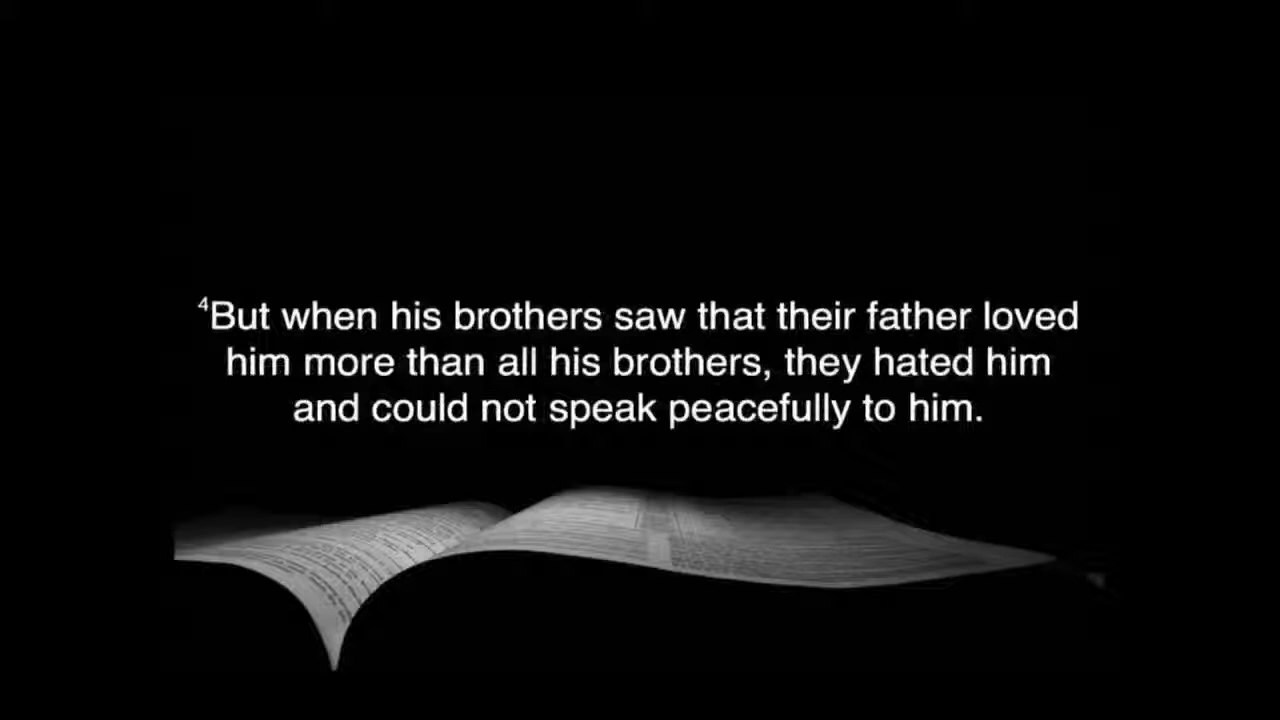 ⁴But when his brothers saw that their father loved
him more than all his brothers, they hated him
and could not speak peacefully to him.